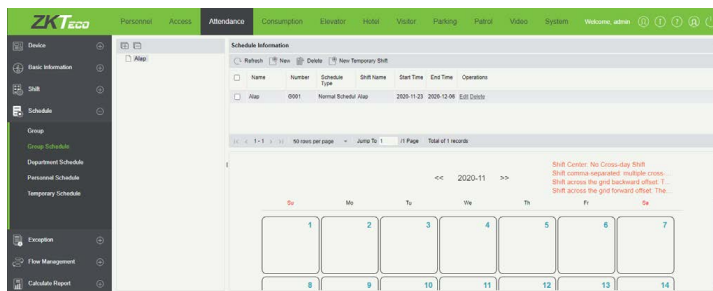 ZKTeco
Personnel Access Attendance Consumption Elevator Hotel Visitor Parking Patrol Video System Welcome, admin
Device
Basic Information
Shift
Schedule
Group
Group Schedule
Department Schedule
Personnel Schedule
Temporary Schedule
Exception
Flow Management
Calculate Report
Alap
Schedule Information
Refresh New Delete New Temporary Shift
Name Number Schedule Type Shift Name Start Time End Time Operations
Alap G001 Normal Schedul Alap 2020-11-23 2020-12-06 Edit Delete
1-1 50 rows per page Jump To 1 /1 Page Total of 1 records
<< 2020-11 >>
Shift Center: No Cross-day Shift
Shift comma-separated: multiple cross-...
Shift across the grid backward offset: T...
Shift across the grid forward offset: The...
Su Mo Tu We Th Fr Sa
1 2 3 4 5 6 7
8 9 10 11 12 13 14